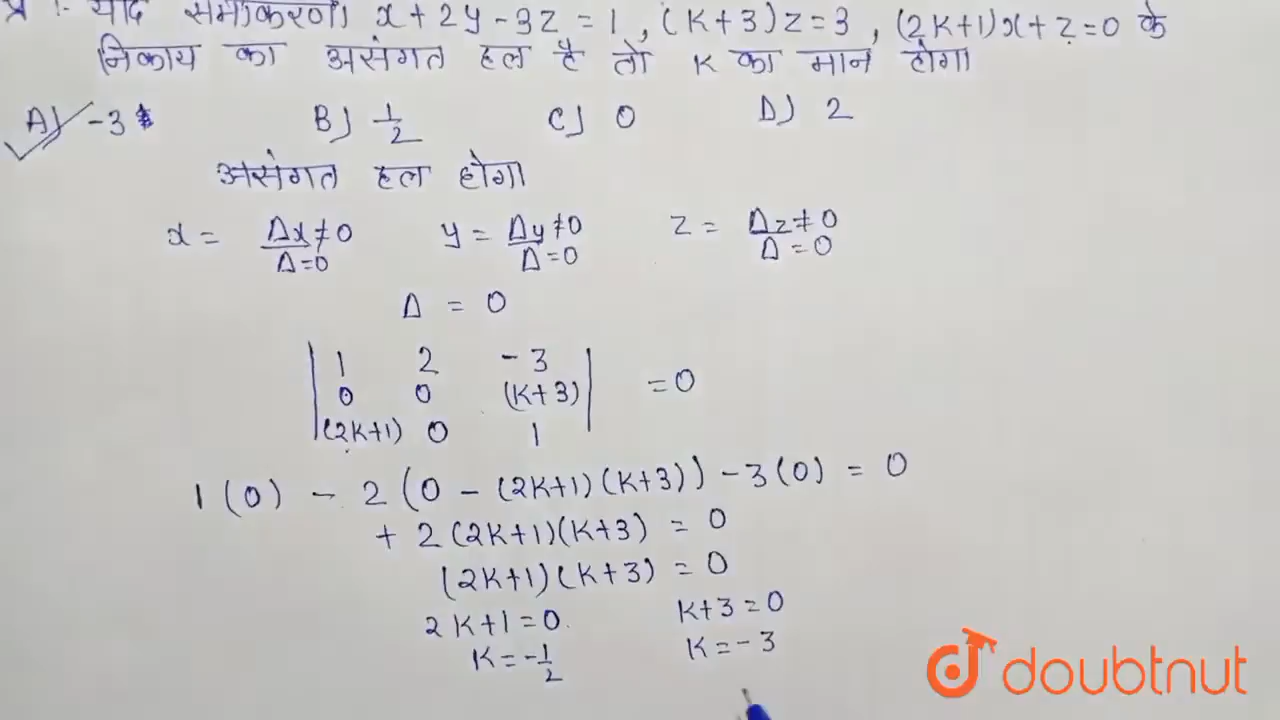 प्र:- यदि समीकरणों x + 2y - 3z = 1, (K+3)z = 3, (2K+1)x + z = 0 के
निकाय का असंगत हल है तो K का मान होगा
A) -3 B) 1/2 C) 0 D) 2
असंगत हल होगा
x = Δx≠0/Δ=0 y = Δy≠0/Δ=0 z = Δz≠0/Δ=0
Δ = 0
| 1 2 -3 |
| 0 0 (K+3) | = 0
| (2K+1) 0 1 |
1(0) - 2(0 - (2K+1)(K+3)) - 3(0) = 0
+ 2(2K+1)(K+3) = 0
(2K+1)(K+3) = 0
2K+1 = 0. K+3 = 0
K = -1/2 K = -3
doubtnut